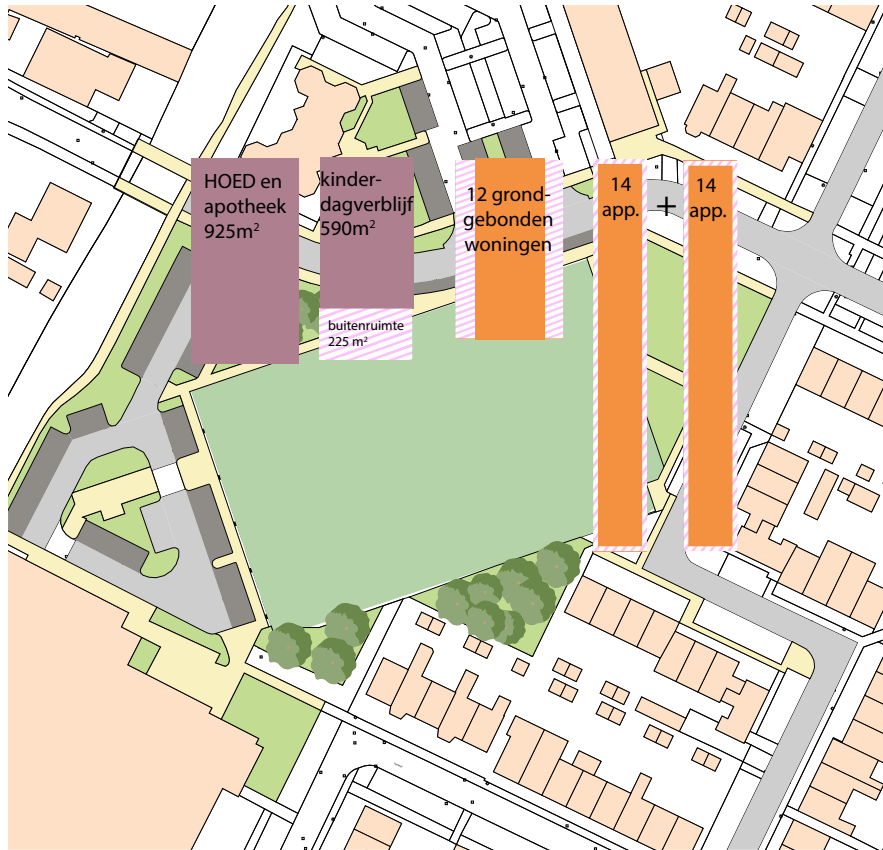 HOED en
apotheek
925m²
kinder-
dagverblijf
590m²
buitenruimte
225 m²
12 grond-
gebonden
woningen
14
app.
+
14
app.